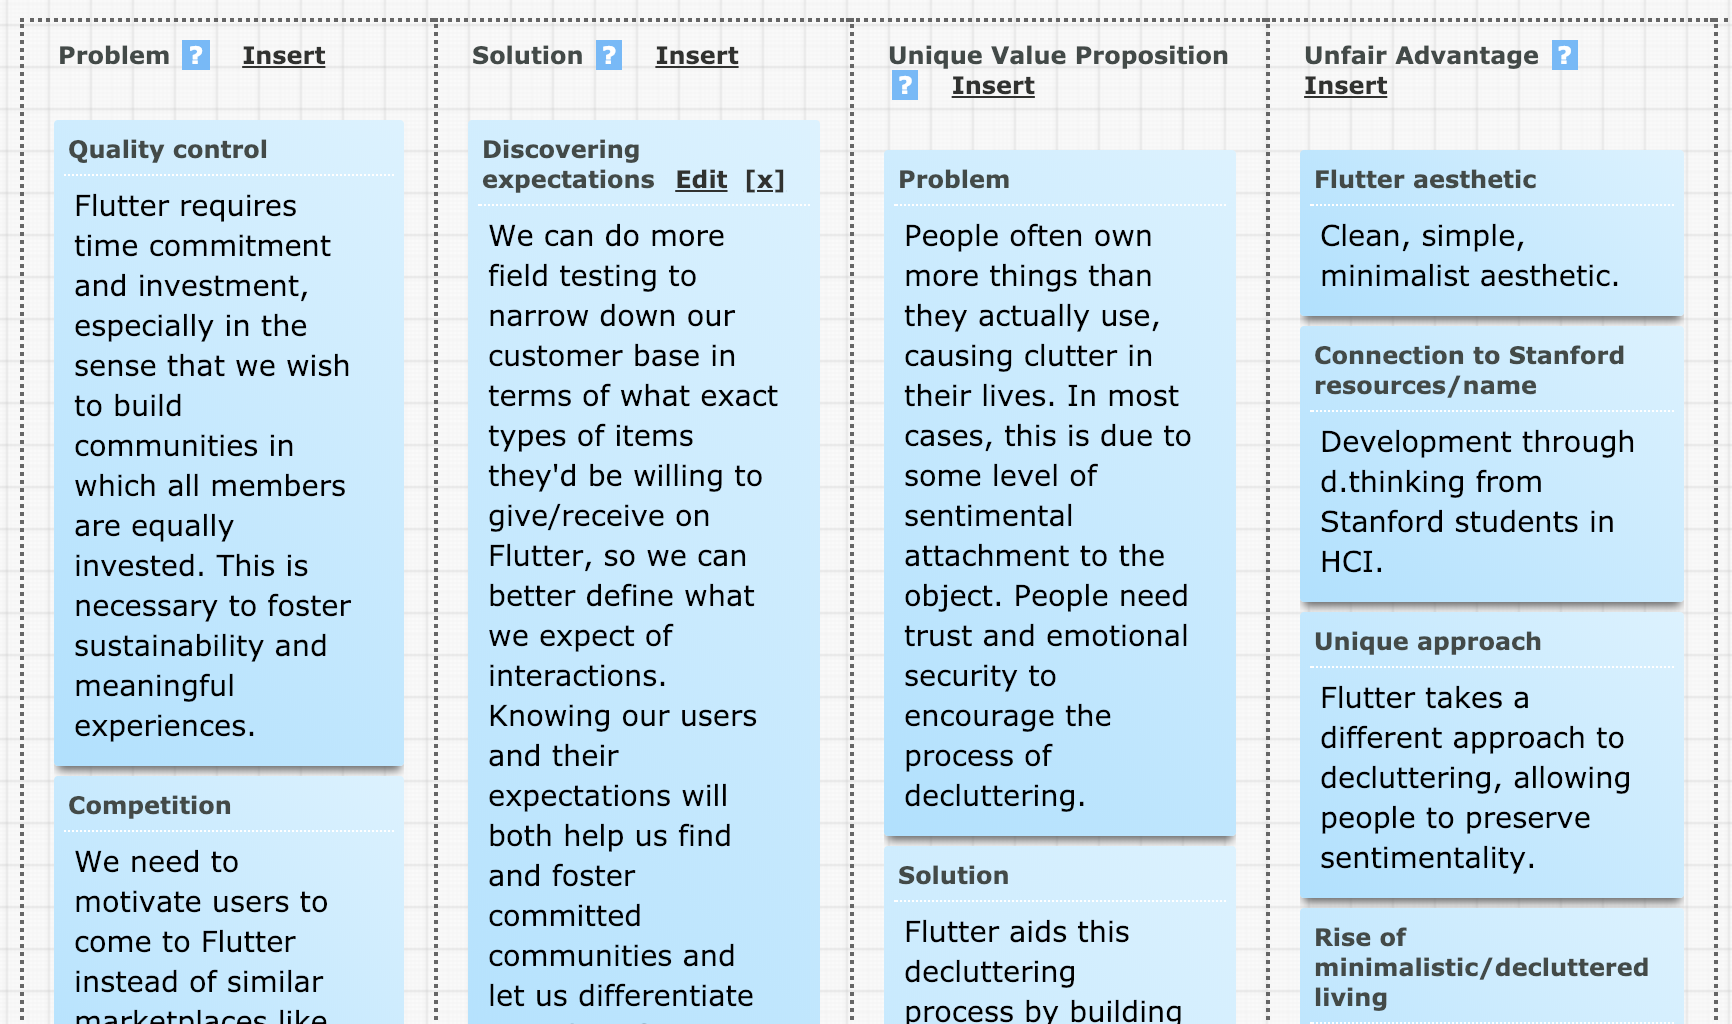 Problem ? Insert
Quality control
Flutter requires
time commitment
and investment,
especially in the
sense that we wish
to build
communities in
which all members
are equally
invested. This is
necessary to foster
sustainability and
meaningful
experiences.
Competition
We need to
motivate users to
come to Flutter
instead of similar
marketplaces like
Solution ? Insert
Discovering
expectations Edit [x]
We can do more
field testing to
narrow down our
customer base in
terms of what exact
types of items
they'd be willing to
give/receive on
Flutter, so we can
better define what
we expect of
interactions.
Knowing our users
and their
expectations will
both help us find
and foster
committed
communities and
let us differentiate
Unique Value Proposition
? Insert
Problem
People often own
more things than
they actually use,
causing clutter in
their lives. In most
cases, this is due to
some level of
sentimental
attachment to the
object. People need
trust and emotional
security to
encourage the
process of
decluttering.
Solution
Flutter aids this
decluttering
process by building
Unfair Advantage ?
Insert
Flutter aesthetic
Clean, simple,
minimalist aesthetic.
Connection to Stanford
resources/name
Development through
d.thinking from
Stanford students in
HCI.
Unique approach
Flutter takes a
different approach to
decluttering, allowing
people to preserve
sentimentality.
Rise of
minimalistic/decluttered
living